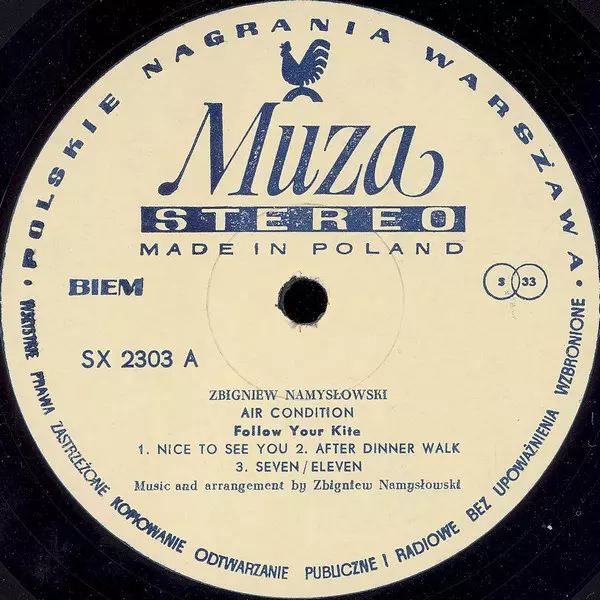 • POLSKIE NAGRANIA WARSZAWA •
Muza
STEREO
MADE IN POLAND
BIEM
S 33
SX 2303 A
ZBIGNIEW NAMYSŁOWSKI
AIR CONDITION
Follow Your Kite
1. NICE TO SEE YOU 2. AFTER DINNER WALK
3. SEVEN/ELEVEN
Music and arrangement by Zbigniew Namysłowski
WSZYSTKIE PRAWA ZASTRZEŻONE KOPIOWANIE ODTWARZANIE PUBLICZNE I RADIOWE BEZ UPOWAŻNIENIA WZBRONIONE